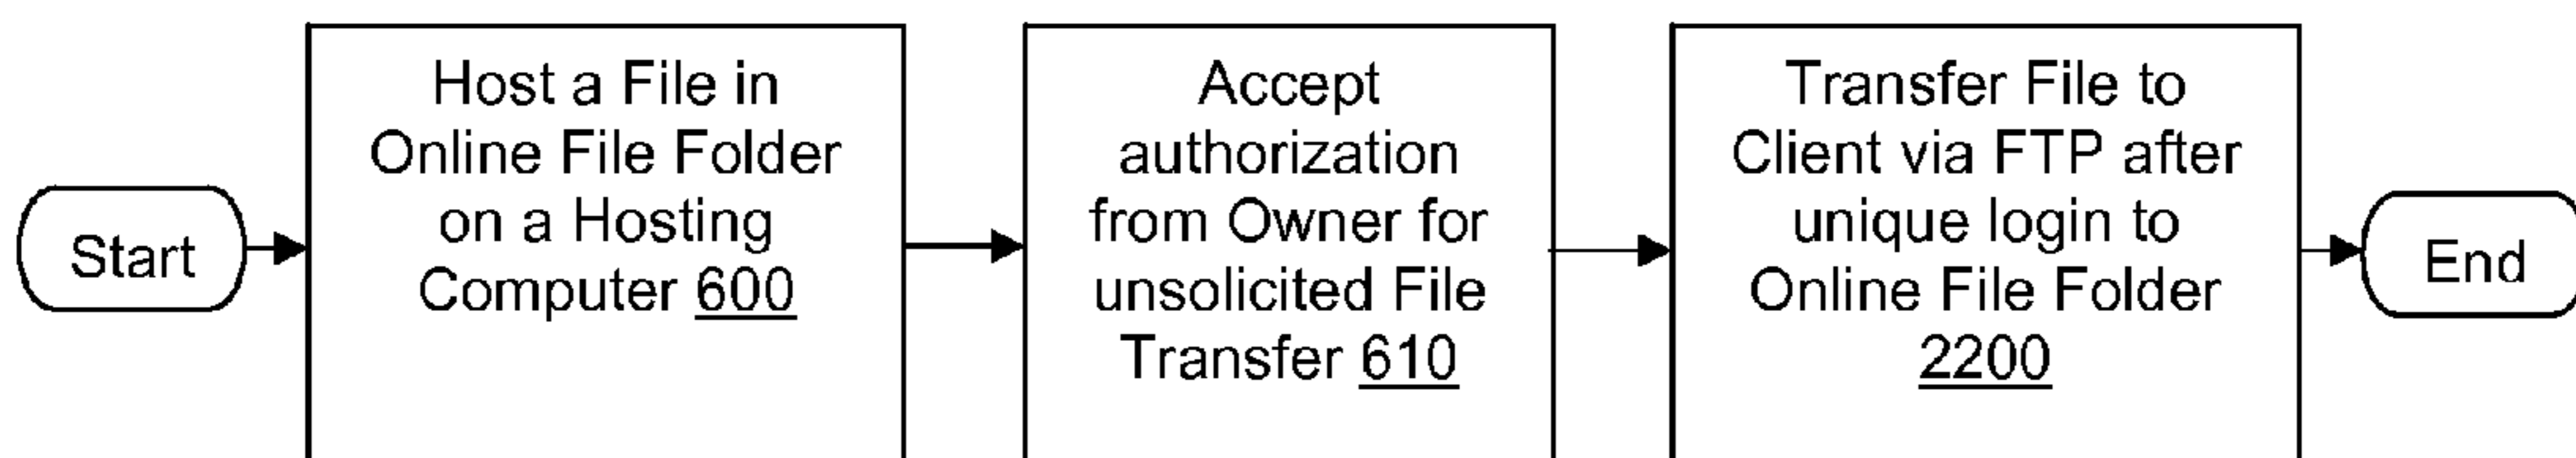 Start
Host a File in
Online File Folder
on a Hosting
Computer 600
Accept
authorization
from Owner for
unsolicited File
Transfer 610
Transfer File to
Client via FTP after
unique login to
Online File Folder
2200
End